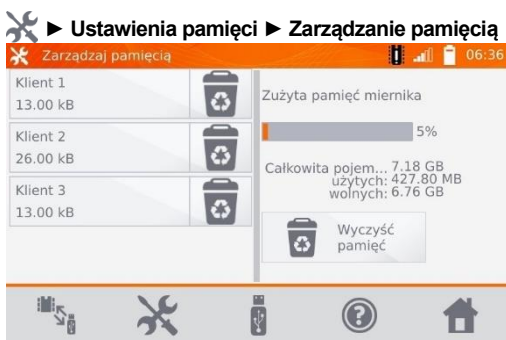 ► Ustawienia pamięci ► Zarządzanie pamięcią
Zarządzaj pamięcią
06:36
Klient 1
13.00 kB
Klient 2
26.00 kB
Klient 3
13.00 kB
Zużyta pamięć miernika
5%
Całkowita pojem... 7.18 GB
użytych: 427.80 MB
wolnych: 6.76 GB
Wyczyść
pamięć